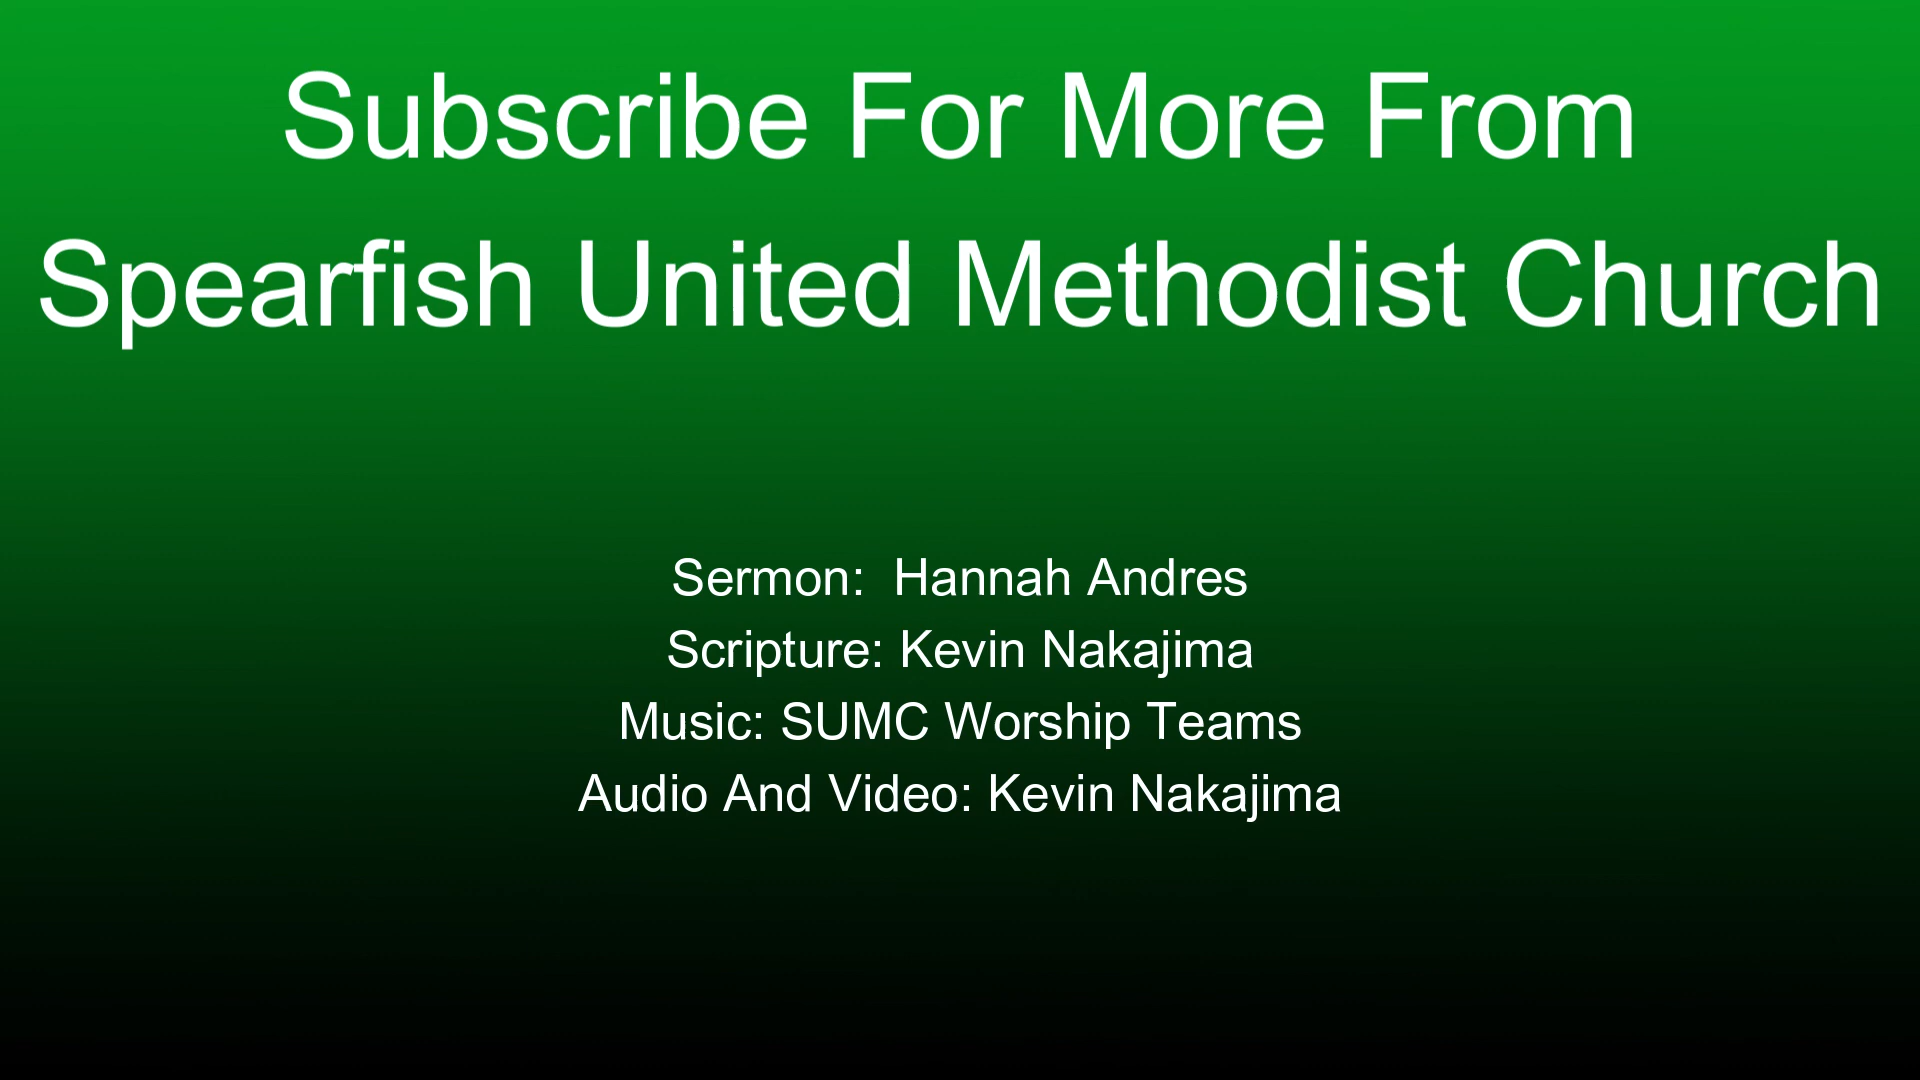 Subscribe For More From
Spearfish United Methodist Church
Sermon:  Hannah Andres
Scripture: Kevin Nakajima
Music: SUMC Worship Teams
Audio And Video: Kevin Nakajima